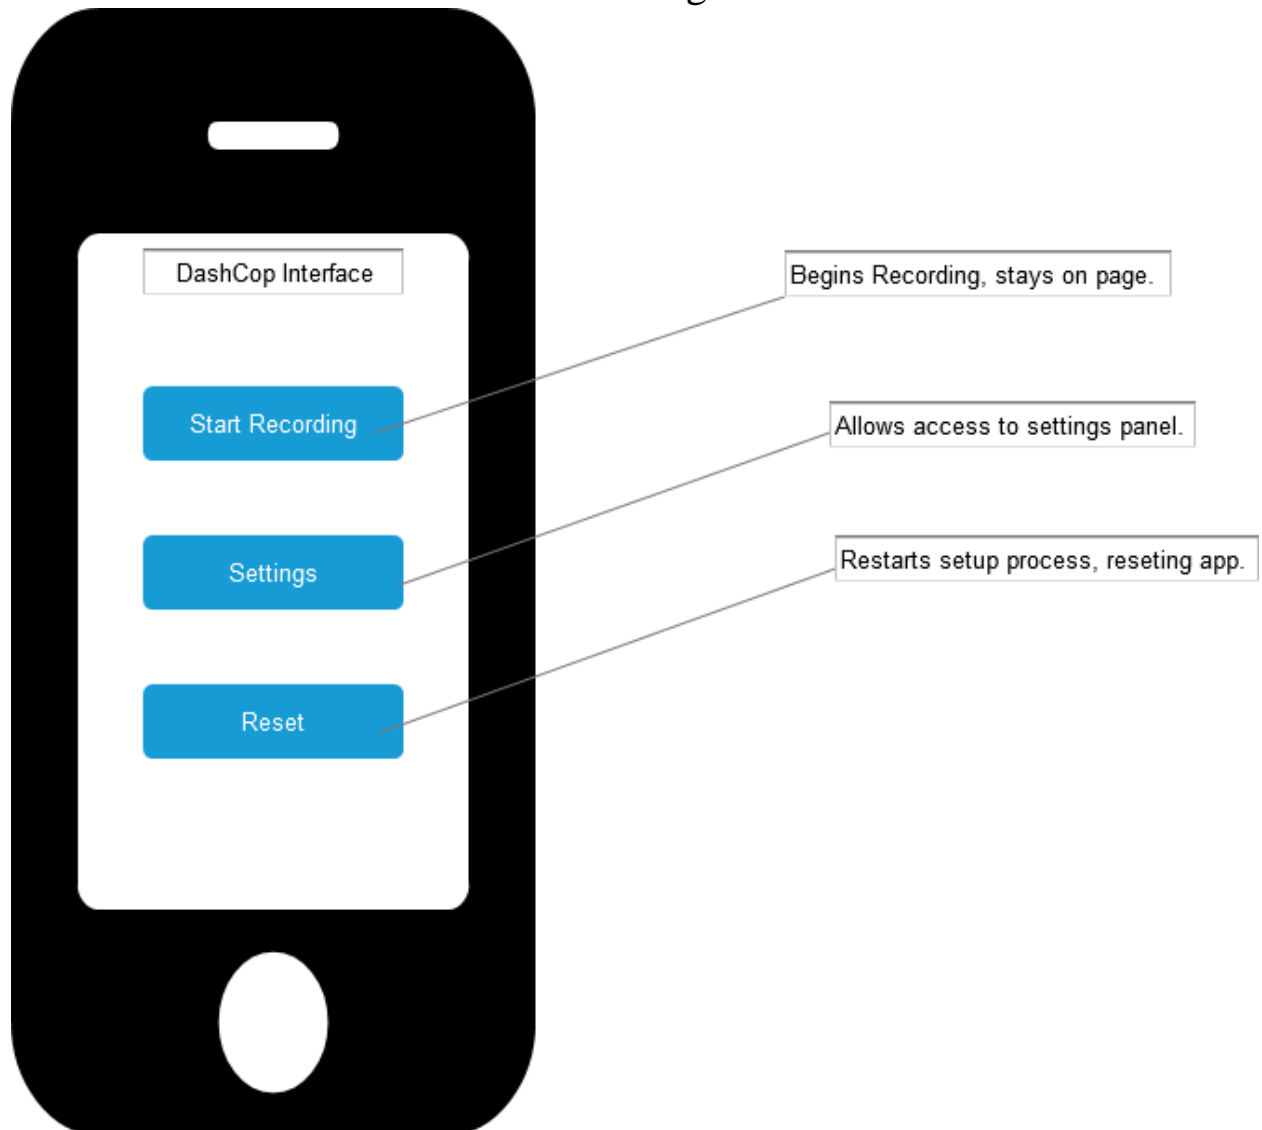 DashCop Interface
Begins Recording, stays on page.
Start Recording
Allows access to settings panel.
Settings
Restarts setup process, reseting app.
Reset